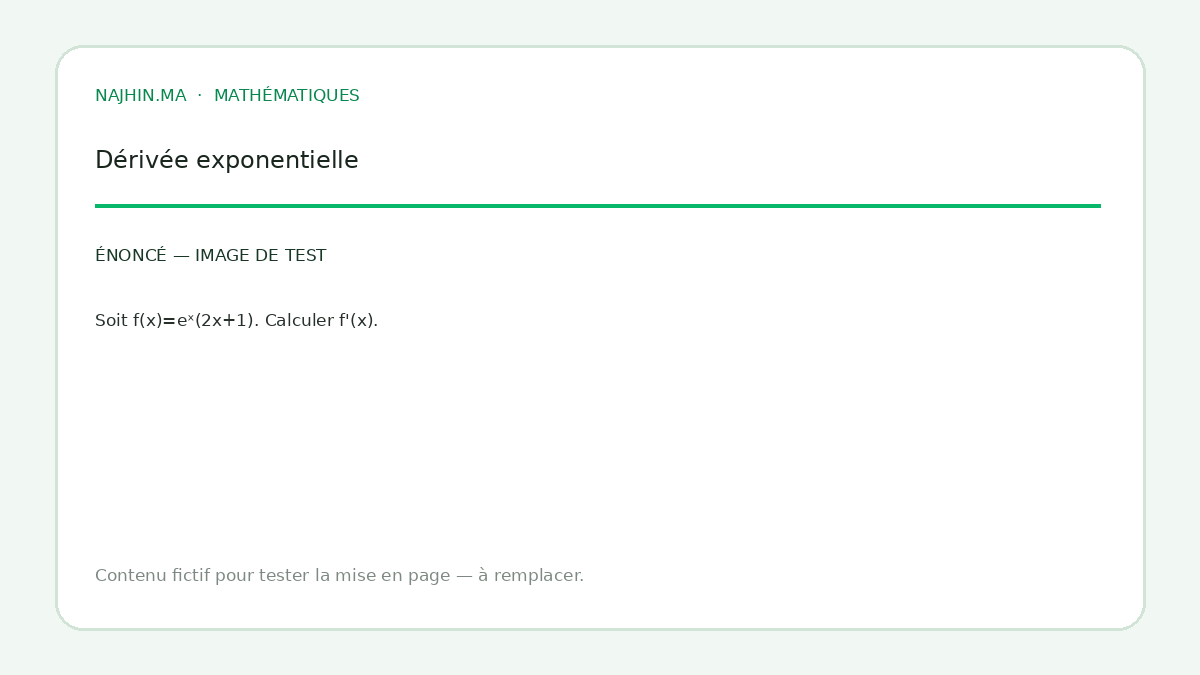 NAJHIN.MA · MATHÉMATIQUES
Dérivée exponentielle
ÉNONCÉ — IMAGE DE TEST
Soit f(x)=eˣ(2x+1). Calculer f'(x).
Contenu fictif pour tester la mise en page — à remplacer.